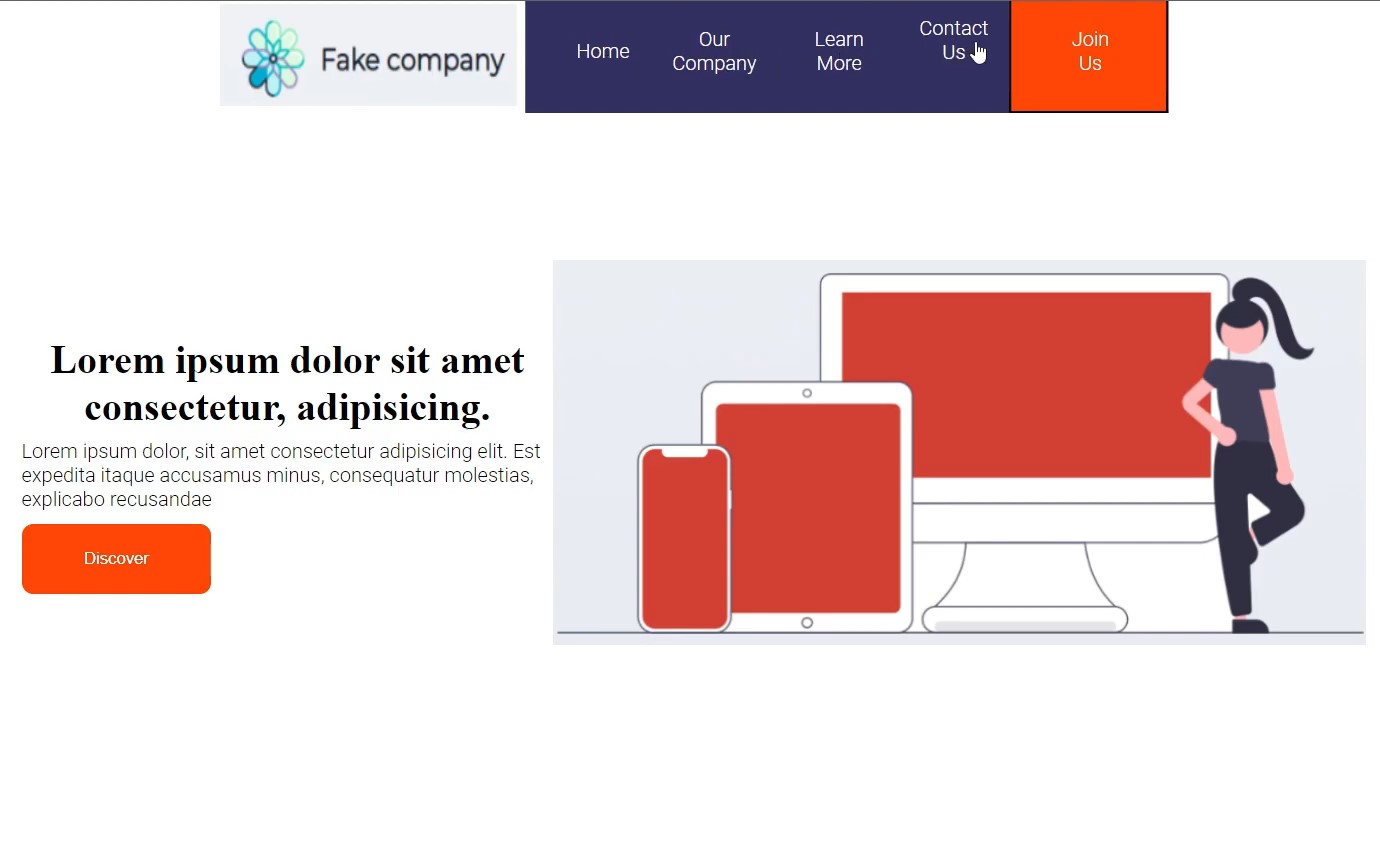 Fake company
Home
Our
Company
Learn
More
Contact
Us
Join
Us
Lorem ipsum dolor sit amet
consectetur, adipisicing.
Lorem ipsum dolor, sit amet consectetur adipisicing elit. Est
expedita itaque accusamus minus, consequatur molestias,
explicabo recusandae
Discover